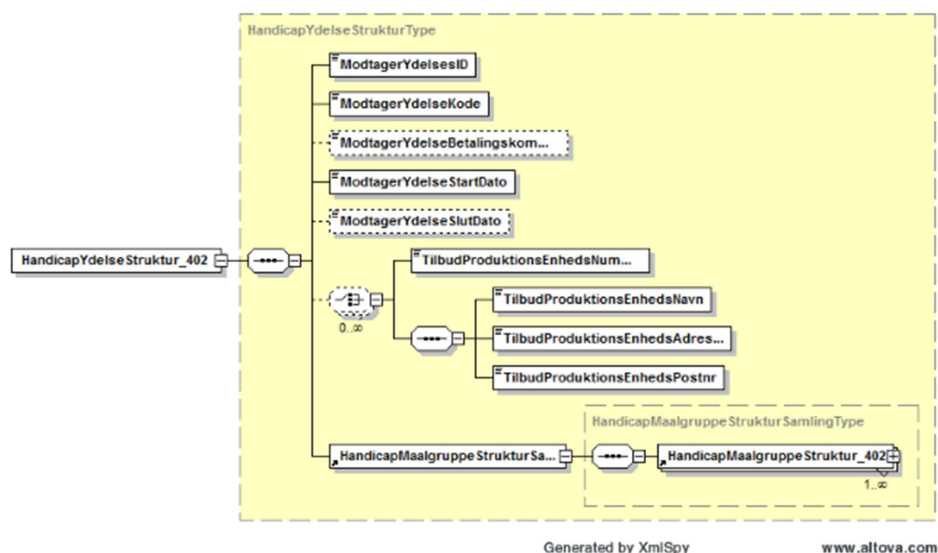 HandicapYdelseStrukturType
ModtagerYdelsesID
ModtagerYdelseKode
ModtagerYdelseBetalingskom...
ModtagerYdelseStartDato
ModtagerYdelseSlutDato
HandicapYdelseStruktur_402
TilbudProduktionsEnhedsNum...
0..∞
TilbudProduktionsEnhedsNavn
TilbudProduktionsEnhedsAdres...
TilbudProduktionsEnhedsPostnr
HandicapMaalgruppeStrukturSamlingType
HandicapMaalgruppeStrukturSa...
HandicapMaalgruppeStruktur_402
1..∞
Generated by XmlSpy
www.altova.com